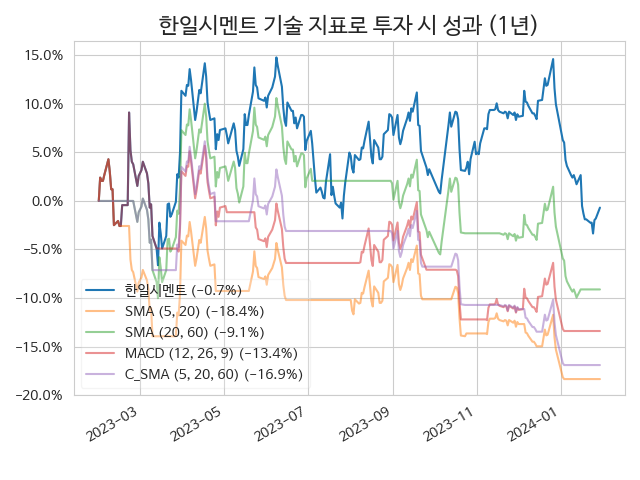 한일시멘트 기술 지표로 투자 시 성과 (1년)
15.0%
10.0%
5.0%
0.0%
−5.0%
−10.0%
−15.0%
−20.0%
한일시멘트 (−0.7%)
SMA (5, 20) (−18.4%)
SMA (20, 60) (−9.1%)
MACD (12, 26, 9) (−13.4%)
C_SMA (5, 20, 60) (−16.9%)
2023−03
2023−05
2023−07
2023−09
2023−11
2024−01